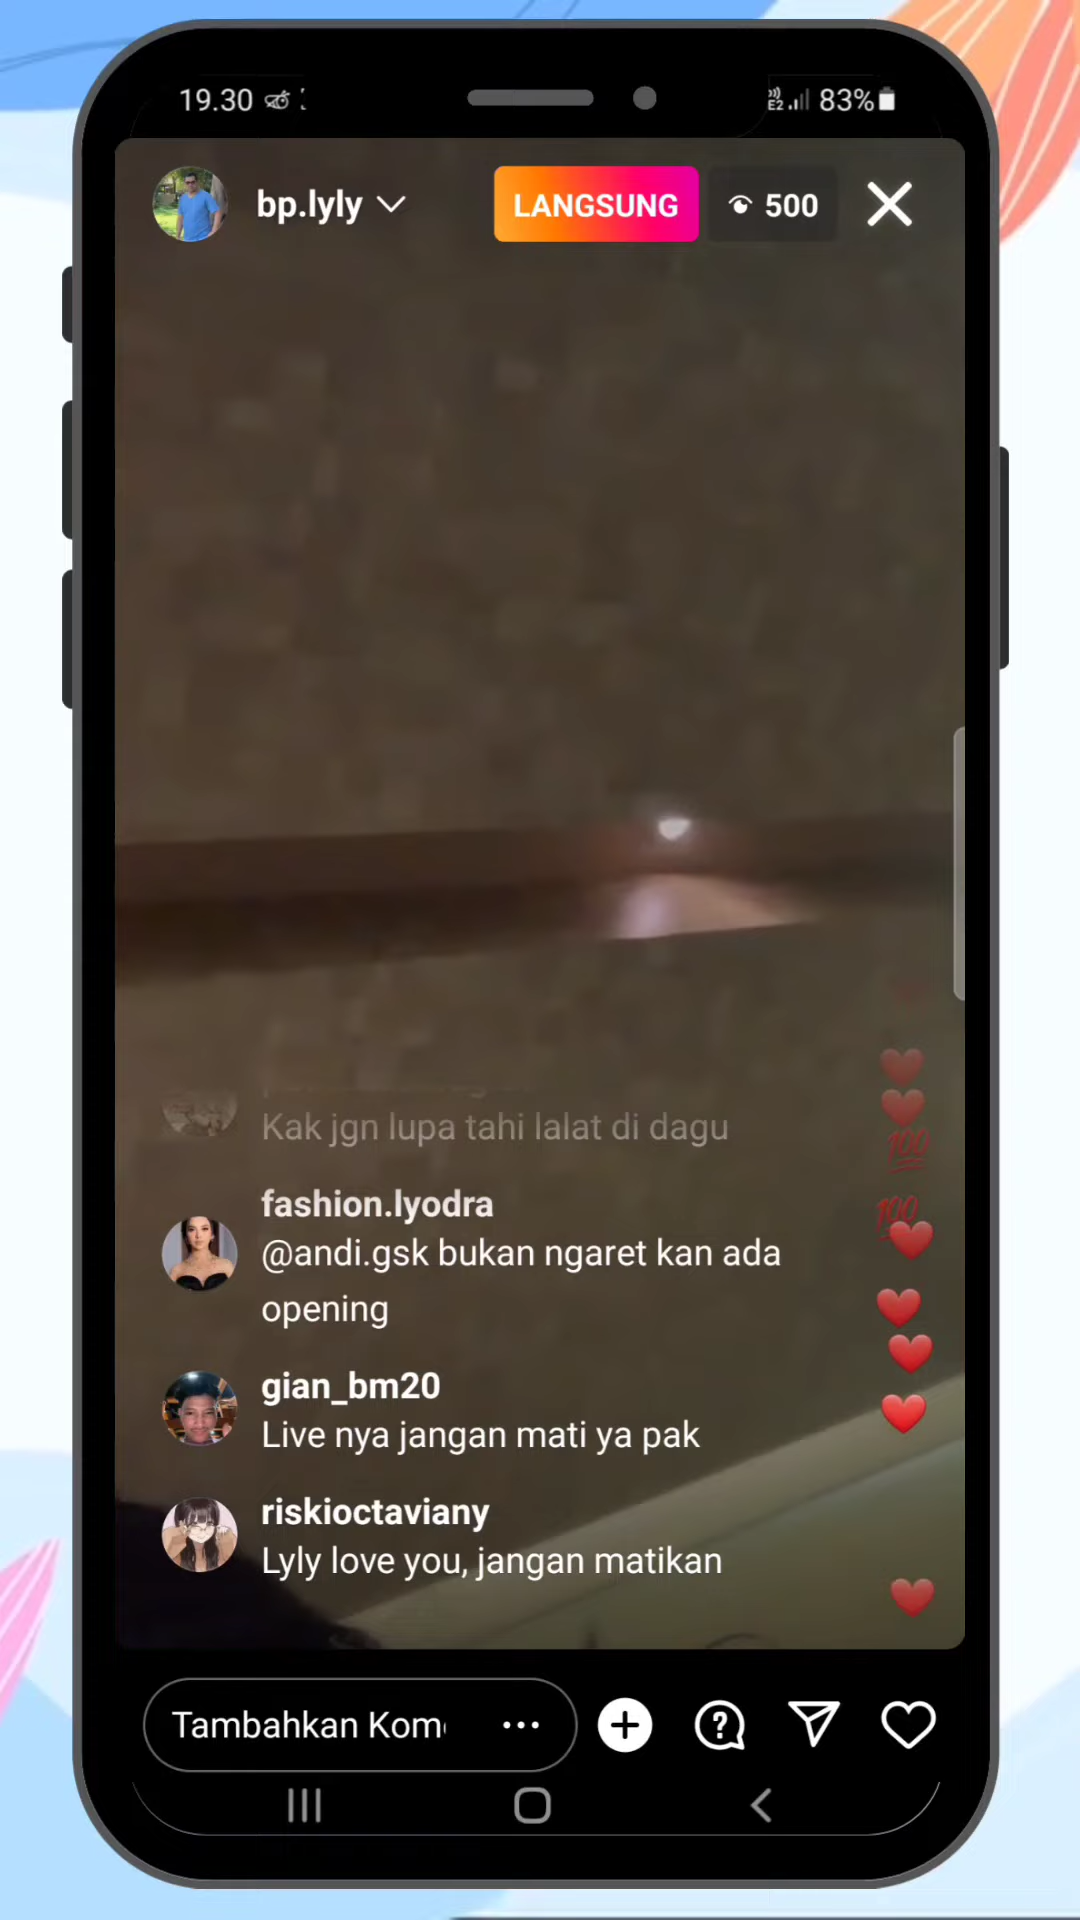 19.30
83%
bp.lyly
LANGSUNG
500
Kak jgn lupa tahi lalat di dagu
fashion.lyodra
@andi.gsk bukan ngaret kan ada
opening
gian_bm20
Live nya jangan mati ya pak
riskioctaviany
Lyly love you, jangan matikan
Tambahkan Kom